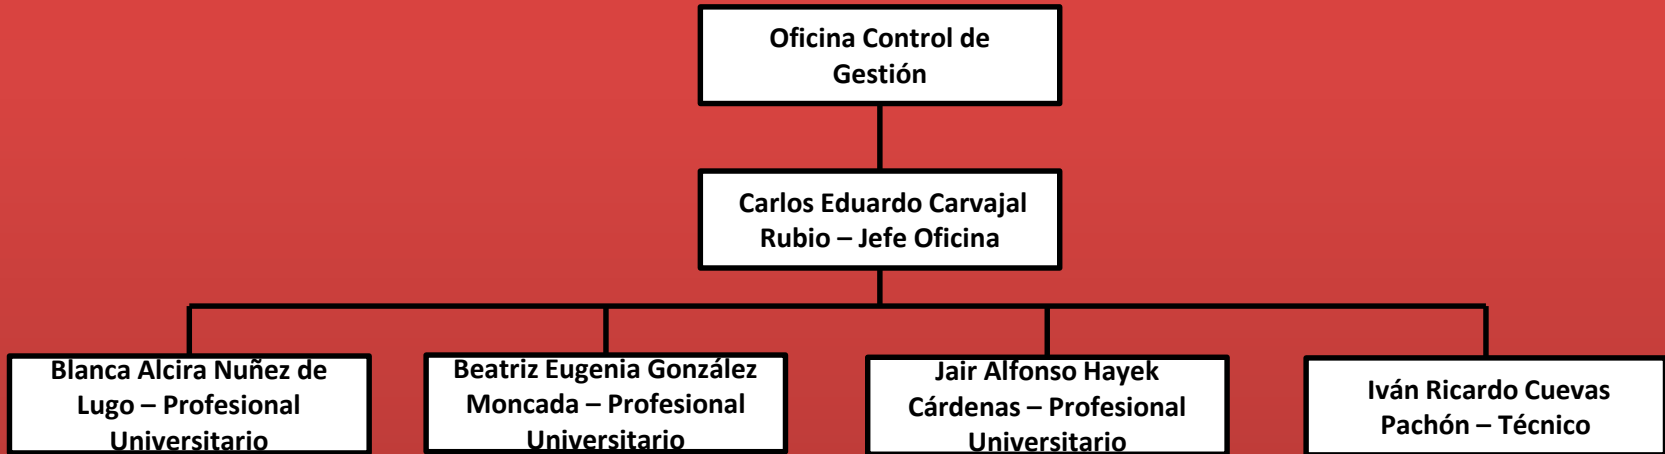 Oficina Control de
Gestión
Carlos Eduardo Carvajal
Rubio – Jefe Oficina
Blanca Alcira Nuñez de
Lugo – Profesional
Universitario
Beatriz Eugenia González
Moncada – Profesional
Universitario
Jair Alfonso Hayek
Cárdenas – Profesional
Universitario
Iván Ricardo Cuevas
Pachón – Técnico